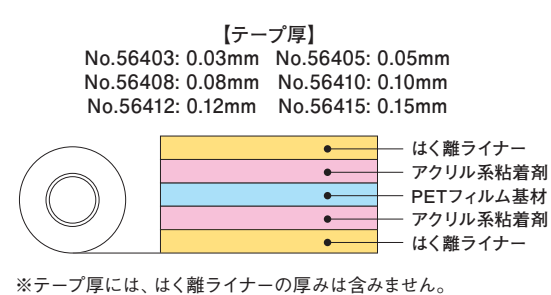 【テープ厚】
No.56403: 0.03mm No.56405: 0.05mm
No.56408: 0.08mm No.56410: 0.10mm
No.56412: 0.12mm No.56415: 0.15mm
はく離ライナー
アクリル系粘着剤
PETフィルム基材
アクリル系粘着剤
はく離ライナー
※テープ厚には、はく離ライナーの厚みは含みません。